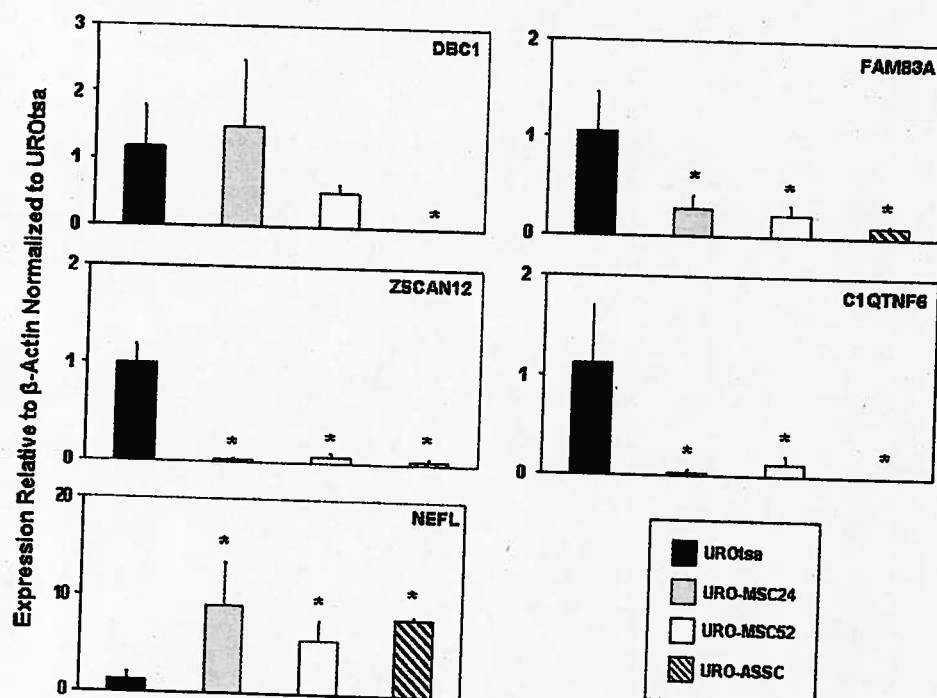 Expression Relative to β-Actin Normalized to UROtsa
3
2
1
0
DBC1
*
2
1
0
FAM83A
*
*
*
2
1
0
ZSCAN12
*
*
*
2
1
0
C1QTNF6
*
*
*
20
10
0
NEFL
*
*
*
UROtsa
URO-MSC24
URO-MSC52
URO-ASSC